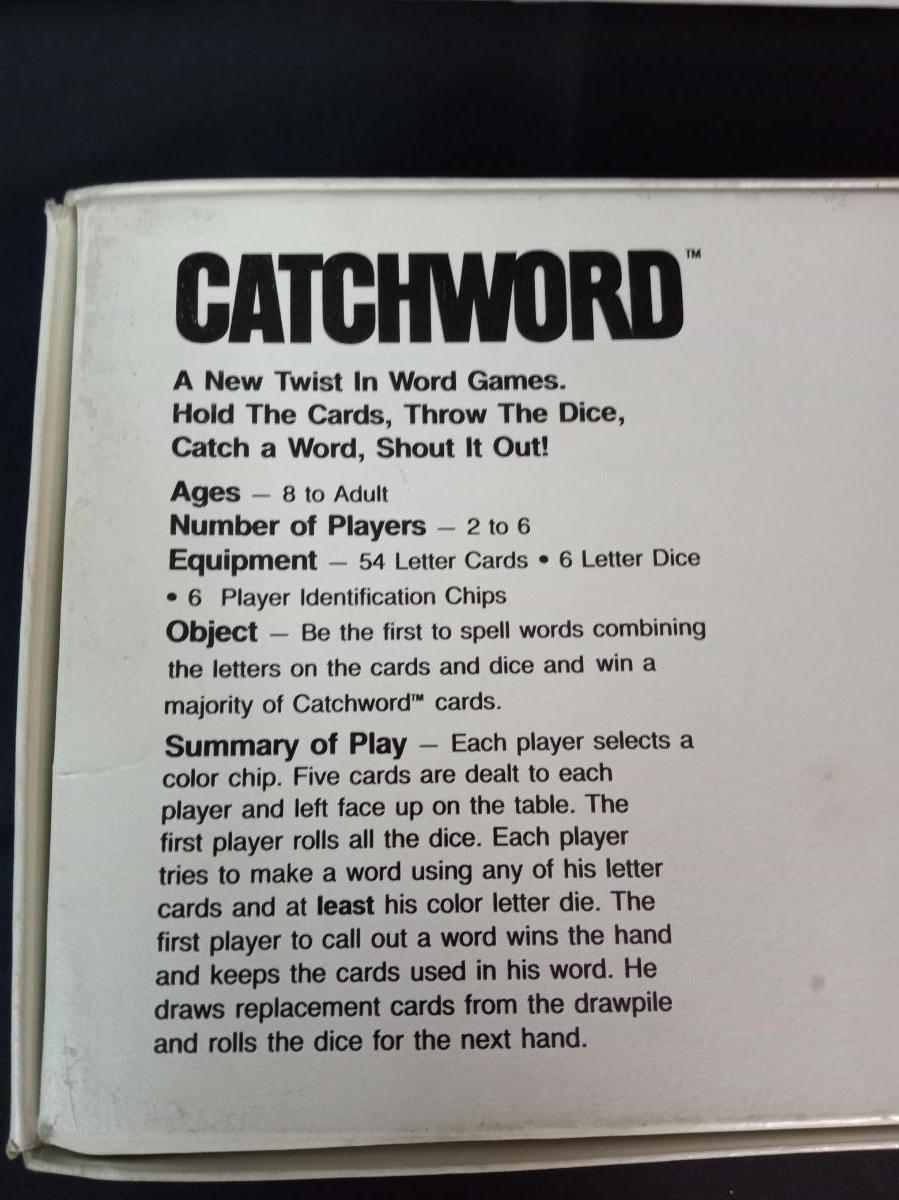 CATCHWORD™
A New Twist In Word Games.
Hold The Cards, Throw The Dice,
Catch a Word, Shout It Out!
Ages — 8 to Adult
Number of Players — 2 to 6
Equipment — 54 Letter Cards • 6 Letter Dice
• 6 Player Identification Chips
Object — Be the first to spell words combining
the letters on the cards and dice and win a
majority of Catchword™ cards.
Summary of Play — Each player selects a
color chip. Five cards are dealt to each
player and left face up on the table. The
first player rolls all the dice. Each player
tries to make a word using any of his letter
cards and at least his color letter die. The
first player to call out a word wins the hand
and keeps the cards used in his word. He
draws replacement cards from the drawpile
and rolls the dice for the next hand.